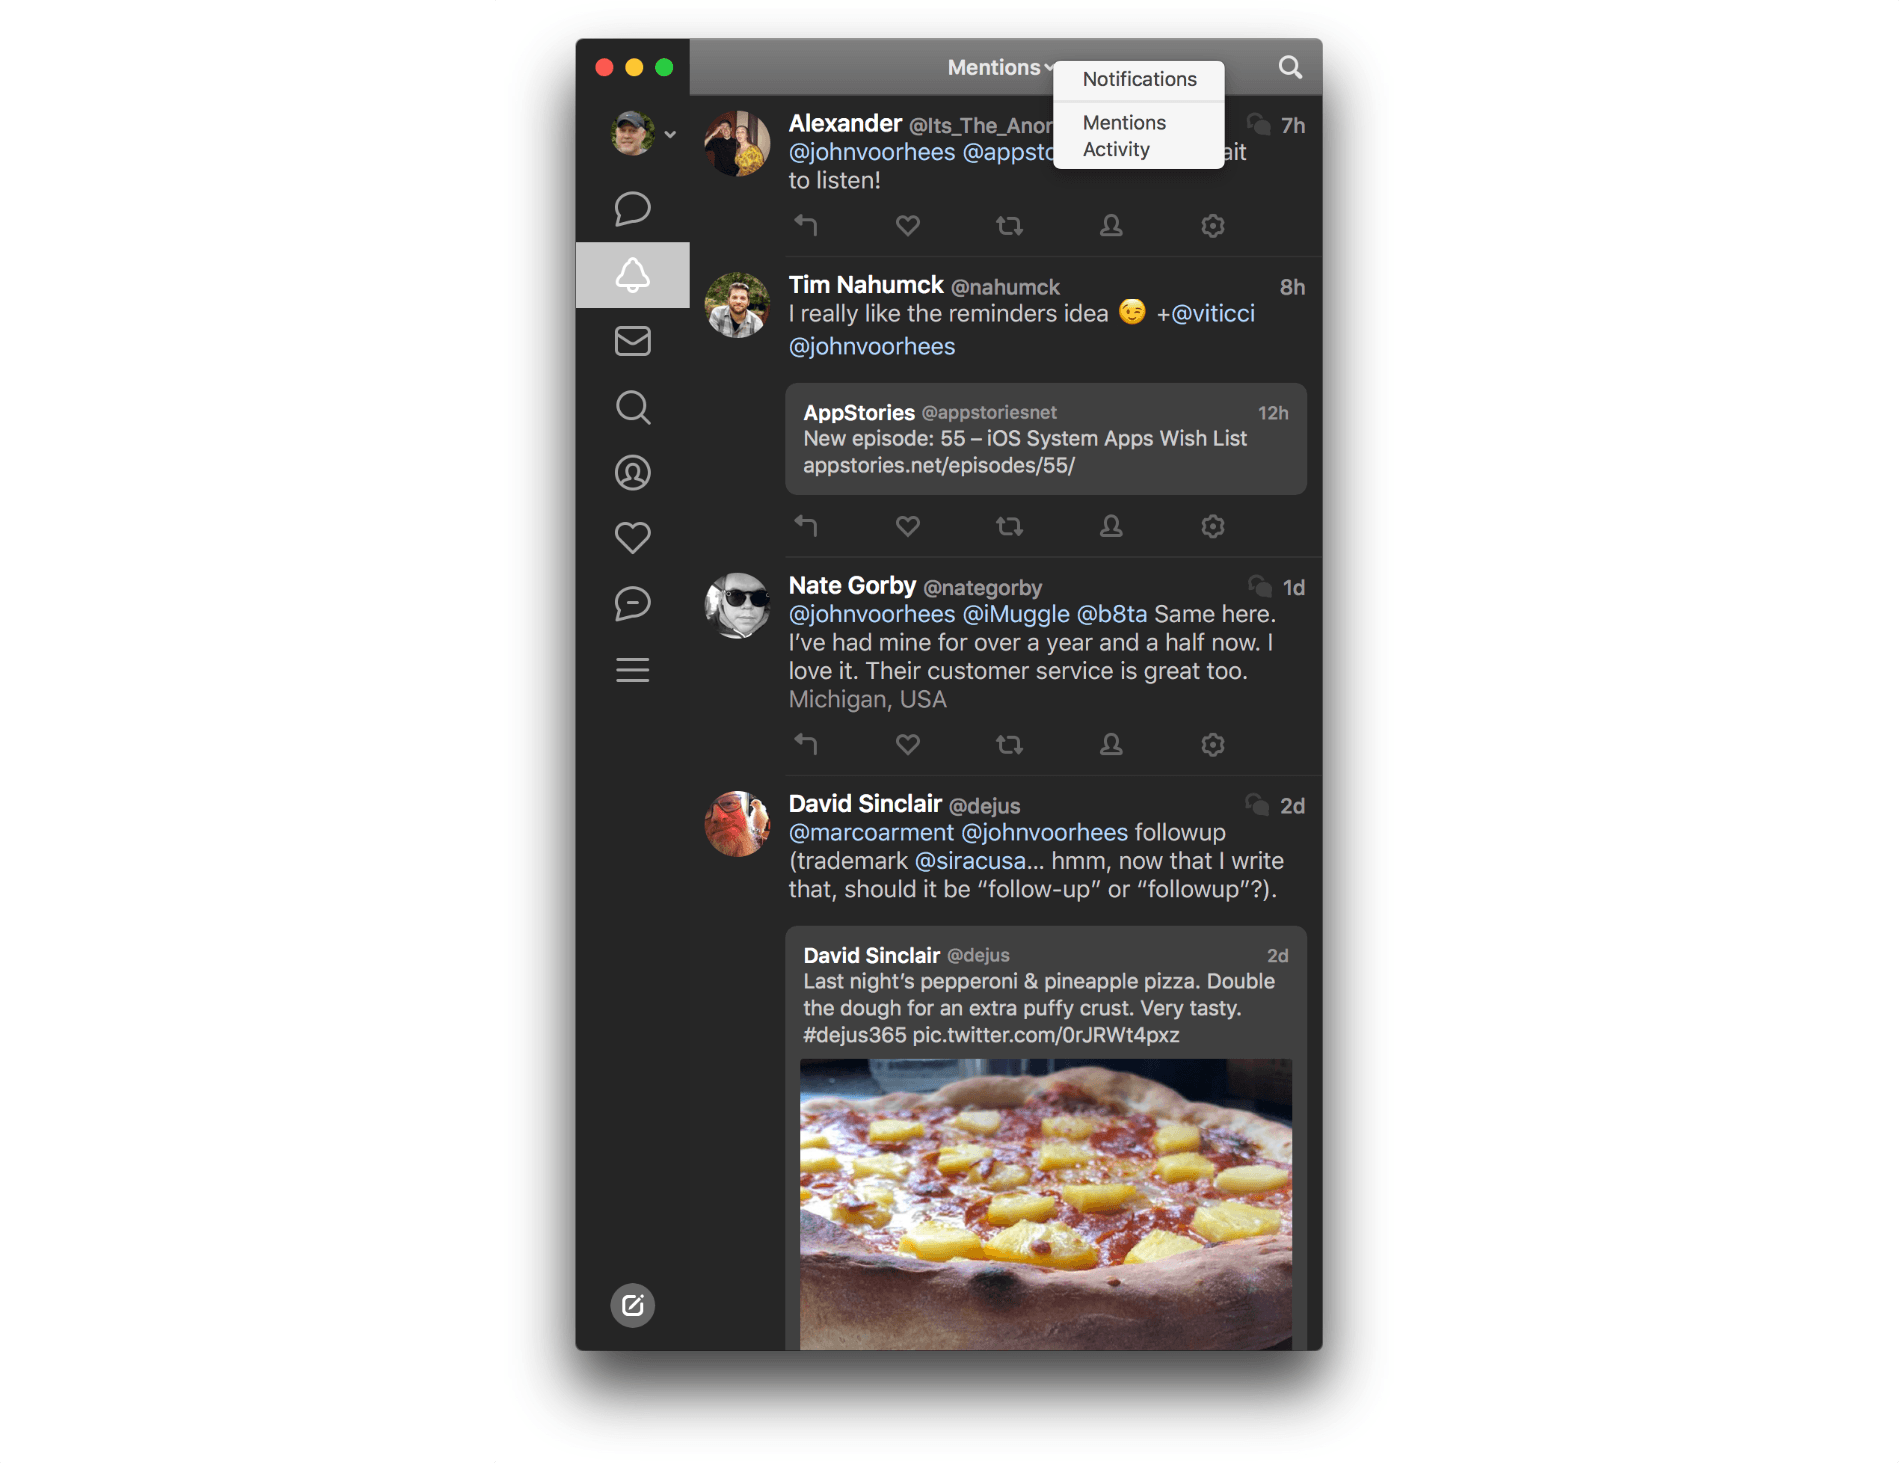 Mentions
Notifications
Mentions
Activity
Alexander @Its_The_Anor 7h
@johnvoorhees @appsto
to listen!
Tim Nahumck @nahumck 8h
I really like the reminders idea 😉 +@viticci
@johnvoorhees
AppStories @appstoriesnet 12h
New episode: 55 – iOS System Apps Wish List
appstories.net/episodes/55/
Nate Gorby @nategorby 1d
@johnvoorhees @iMuggle @b8ta Same here.
I’ve had mine for over a year and a half now. I
love it. Their customer service is great too.
Michigan, USA
David Sinclair @dejus 2d
@marcoarment @johnvoorhees followup
(trademark @siracusa... hmm, now that I write
that, should it be “follow-up” or “followup”?).
David Sinclair @dejus 2d
Last night’s pepperoni & pineapple pizza. Double
the dough for an extra puffy crust. Very tasty.
#dejus365 pic.twitter.com/0rJRWt4pxz